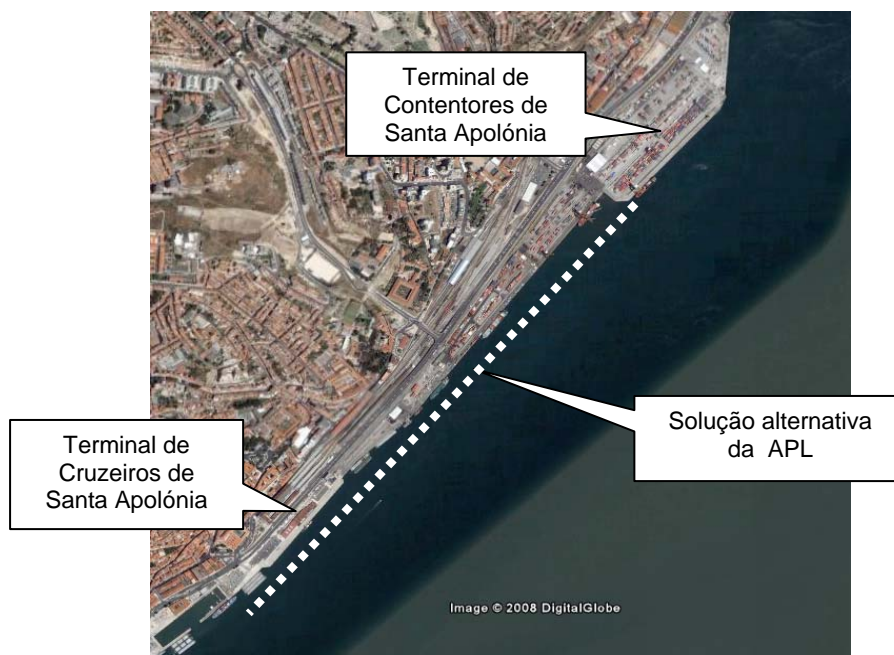 Terminal de
Contentores de
Santa Apolónia
Solução alternativa
da APL
Terminal de
Cruzeiros de
Santa Apolónia
Image © 2008 DigitalGlobe